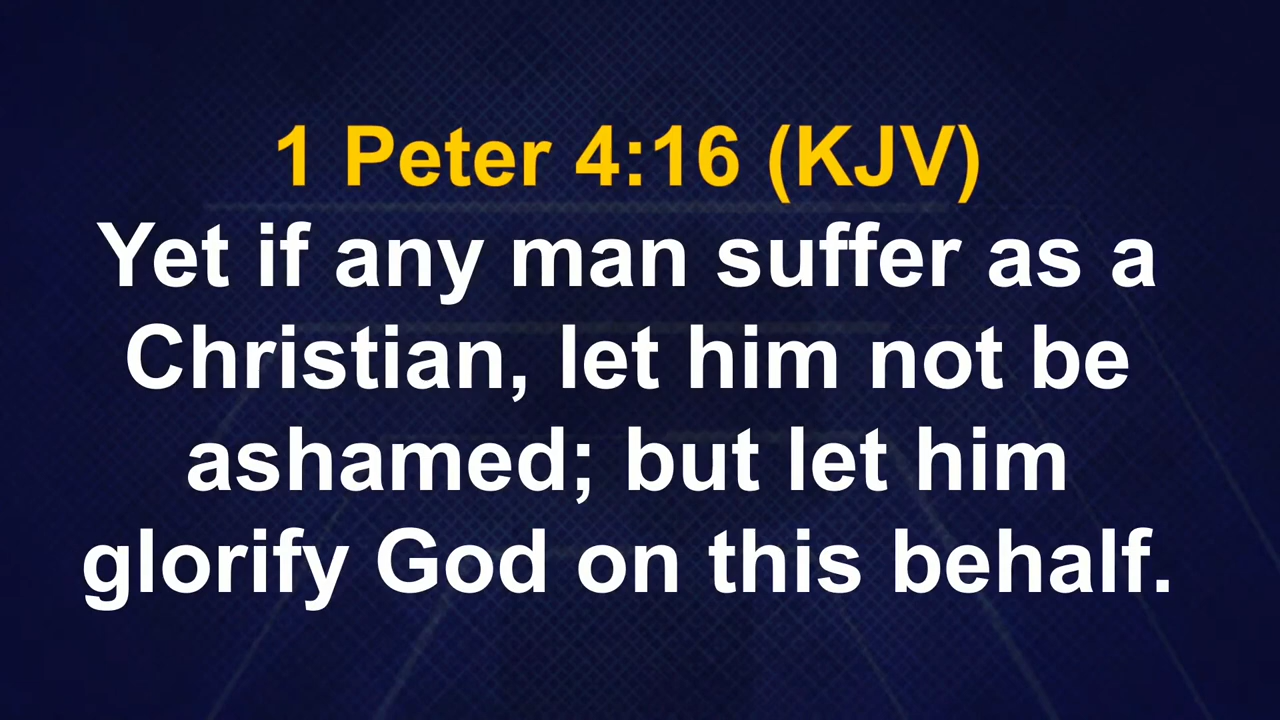 1 Peter 4:16 (KJV)
Yet if any man suffer as a
Christian, let him not be
ashamed; but let him
glorify God on this behalf.